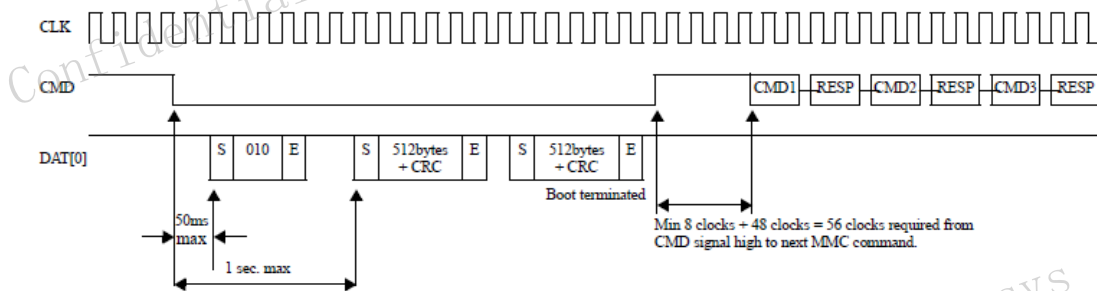 CLK
Confidential
CMD
CMD1 RESP CMD2 RESP CMD3 RESP
DAT[0]
S 010 E S 512bytes + CRC E S 512bytes + CRC E
Boot terminated
50ms max
1 sec. max
Min 8 clocks + 48 clocks = 56 clocks required from
CMD signal high to next MMC command.